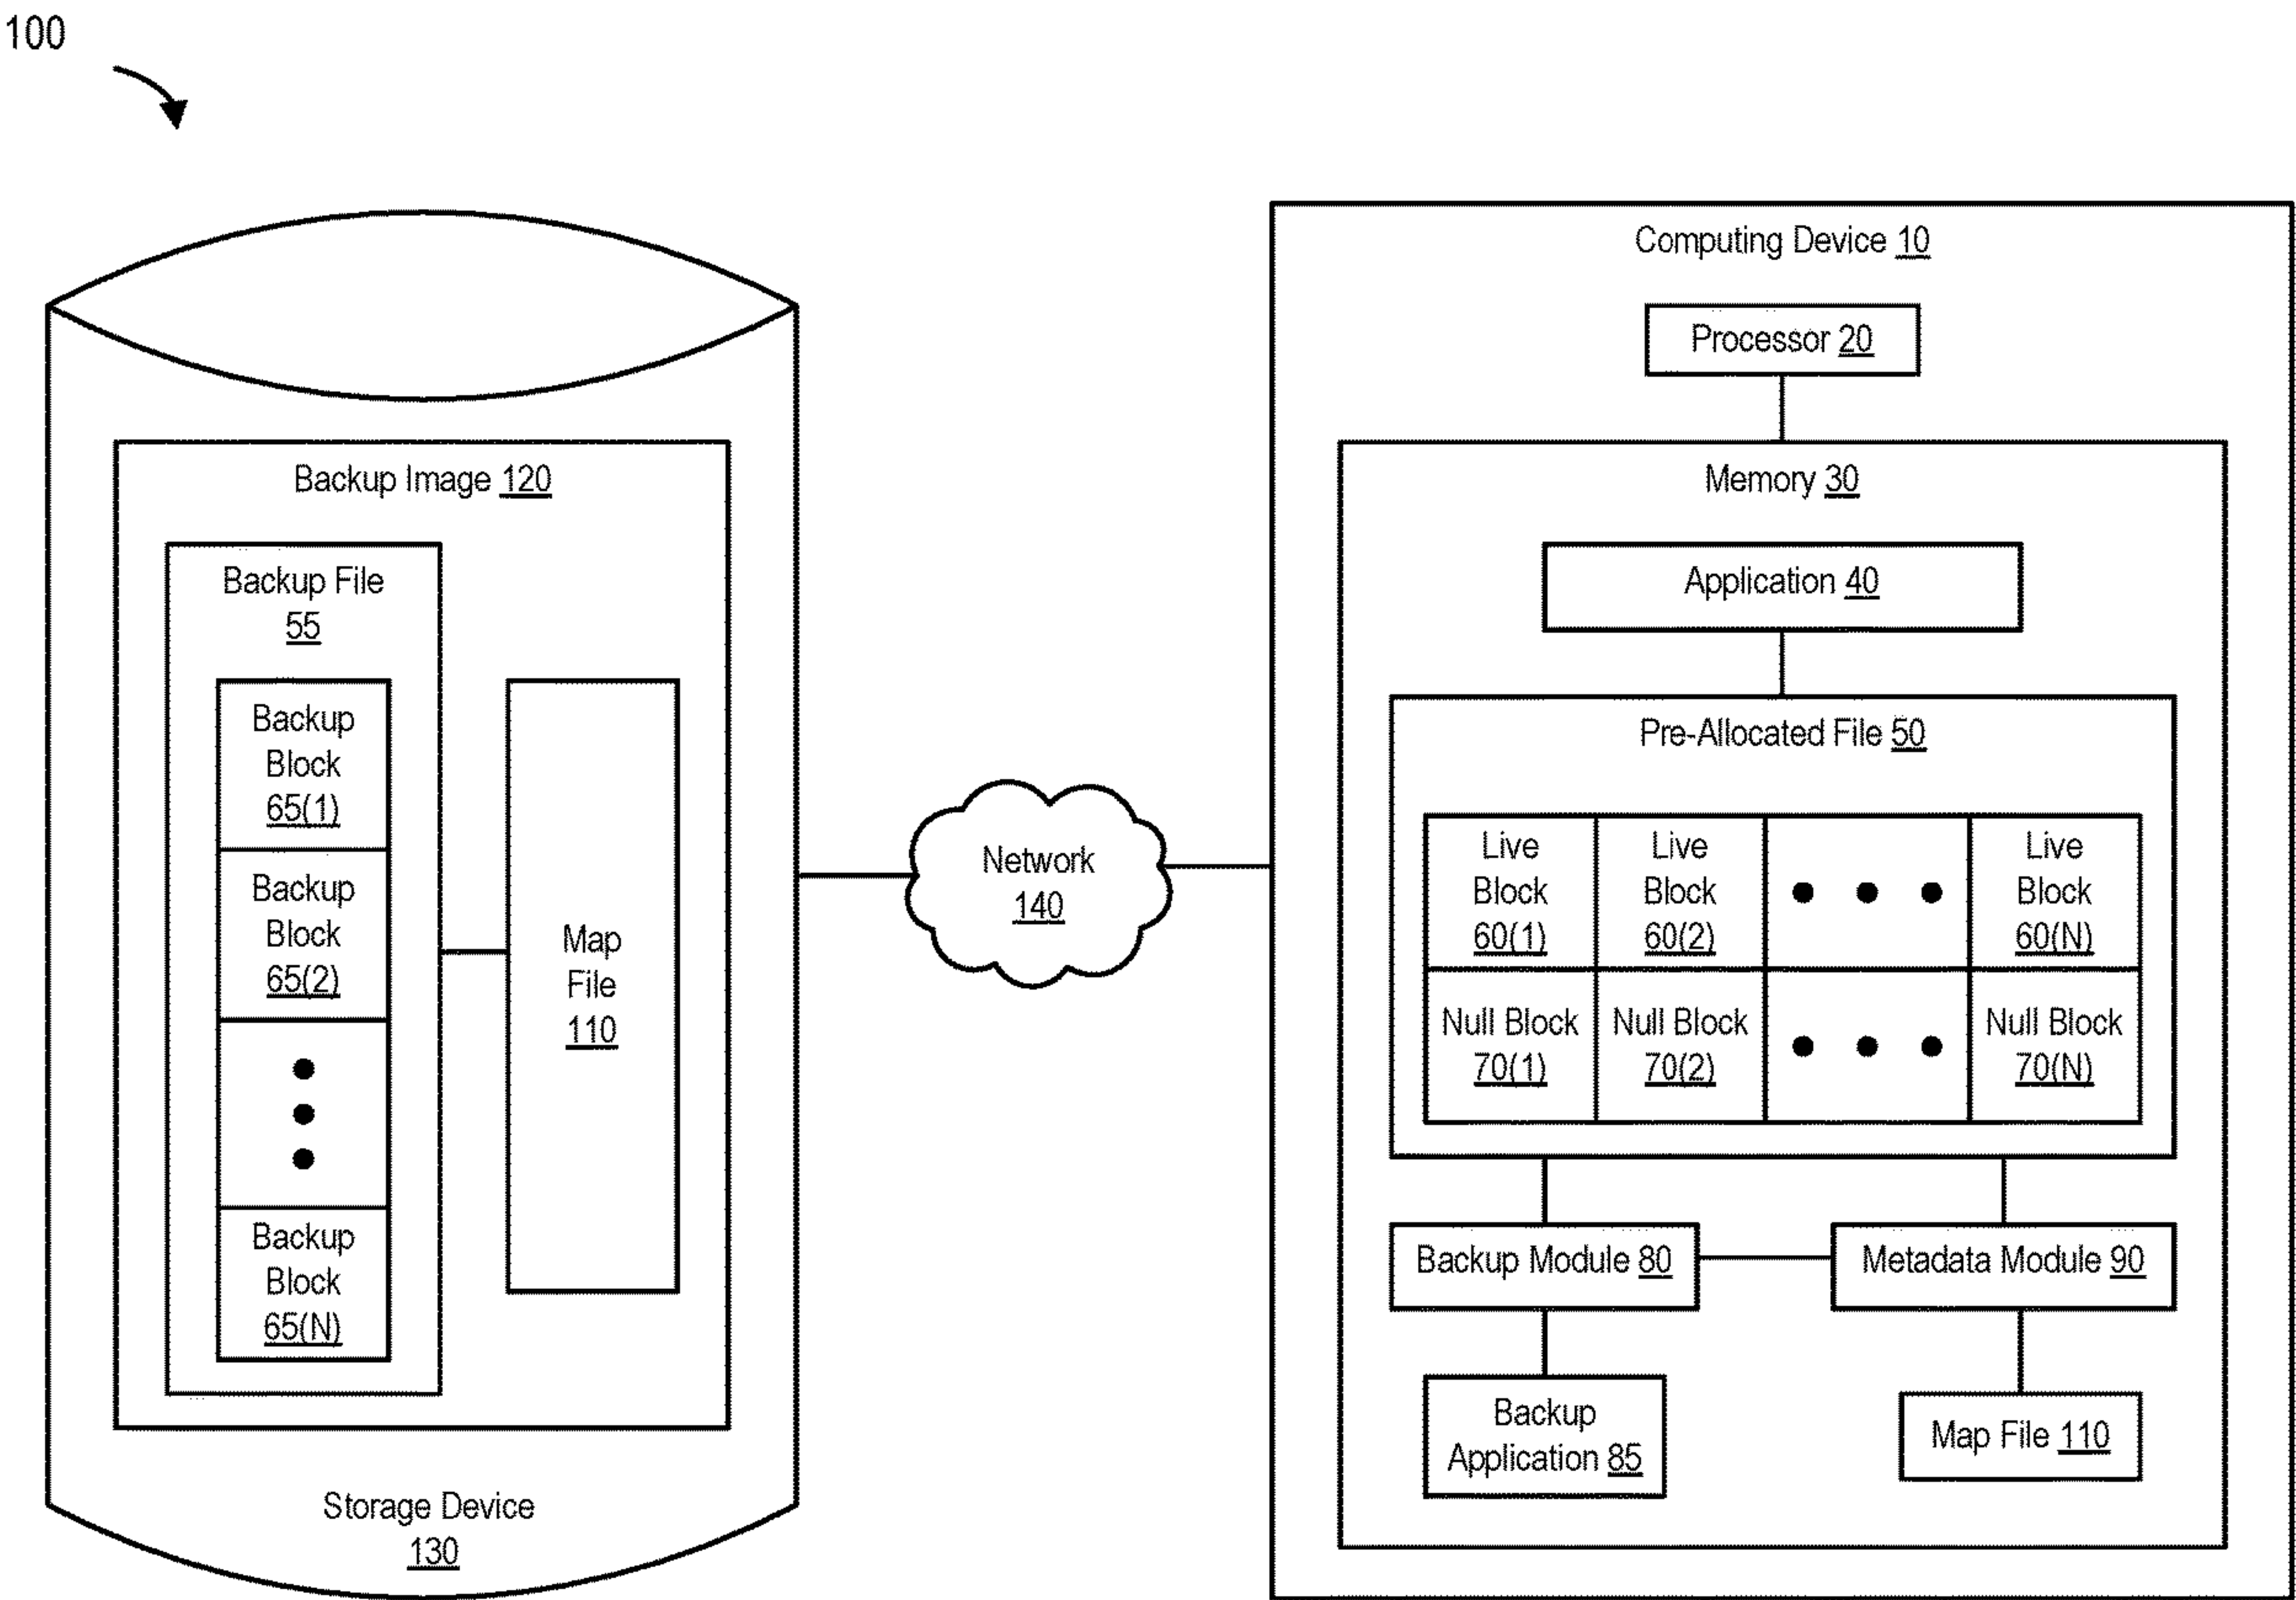 100
Backup Image 120
Backup File
55
Backup
Block
65(1)
Backup
Block
65(2)
Backup
Block
65(N)
Map
File
110
Storage Device
130
Network
140
Computing Device 10
Processor 20
Memory 30
Application 40
Pre-Allocated File 50
Live
Block
60(1)
Live
Block
60(2)
Live
Block
60(N)
Null Block
70(1)
Null Block
70(2)
Null Block
70(N)
Backup Module 80
Metadata Module 90
Backup
Application 85
Map File 110